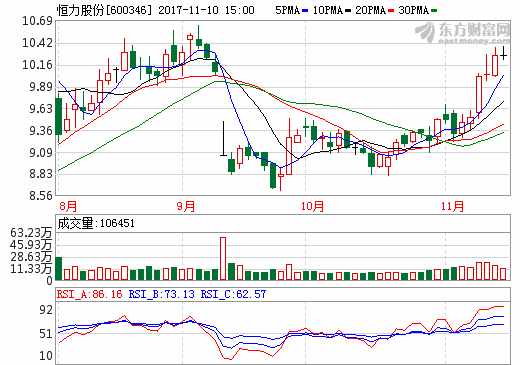 恒力股份[600346] 2017-11-10 15:00 5PMA 10PMA 20PMA 30PMA
东方财富网
eastmoney.com
10.69
10.42
10.16
9.89
9.63
9.36
9.09
8.83
8.56
8月 9月 10月 11月
成交量:106451
63.23万
45.93万
28.63万
11.33万
0
RSI_A:86.16 RSI_B:73.13 RSI_C:62.57
92
51
10